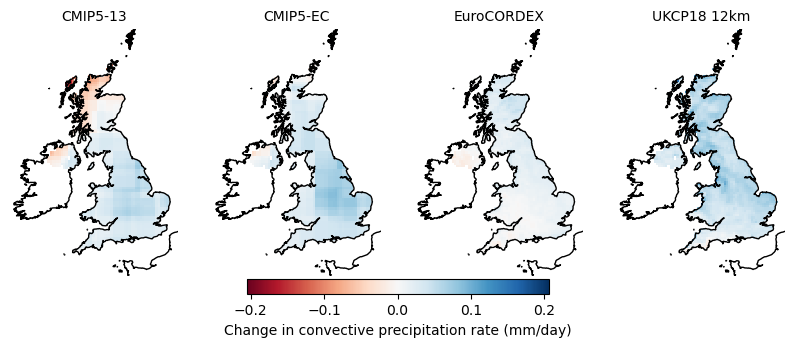 CMIP5-13 CMIP5-EC EuroCORDEX UKCP18 12km
−0.2 −0.1 0.0 0.1 0.2
Change in convective precipitation rate (mm/day)